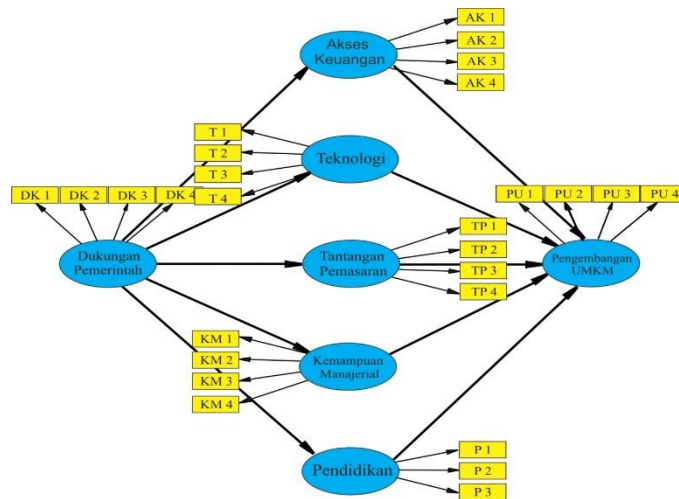 Akses
Keuangan
AK 1
AK 2
AK 3
AK 4
T 1
T 2
T 3
T 4
Teknologi
DK 1
DK 2
DK 3
DK 4
PU 1
PU 2
PU 3
PU 4
Dukungan
Pemerintah
Tantangan
Pemasaran
TP 1
TP 2
TP 3
TP 4
Pengembangan
UMKM
KM 1
KM 2
KM 3
KM 4
Kemampuan
Manajerial
Pendidikan
P 1
P 2
P 3